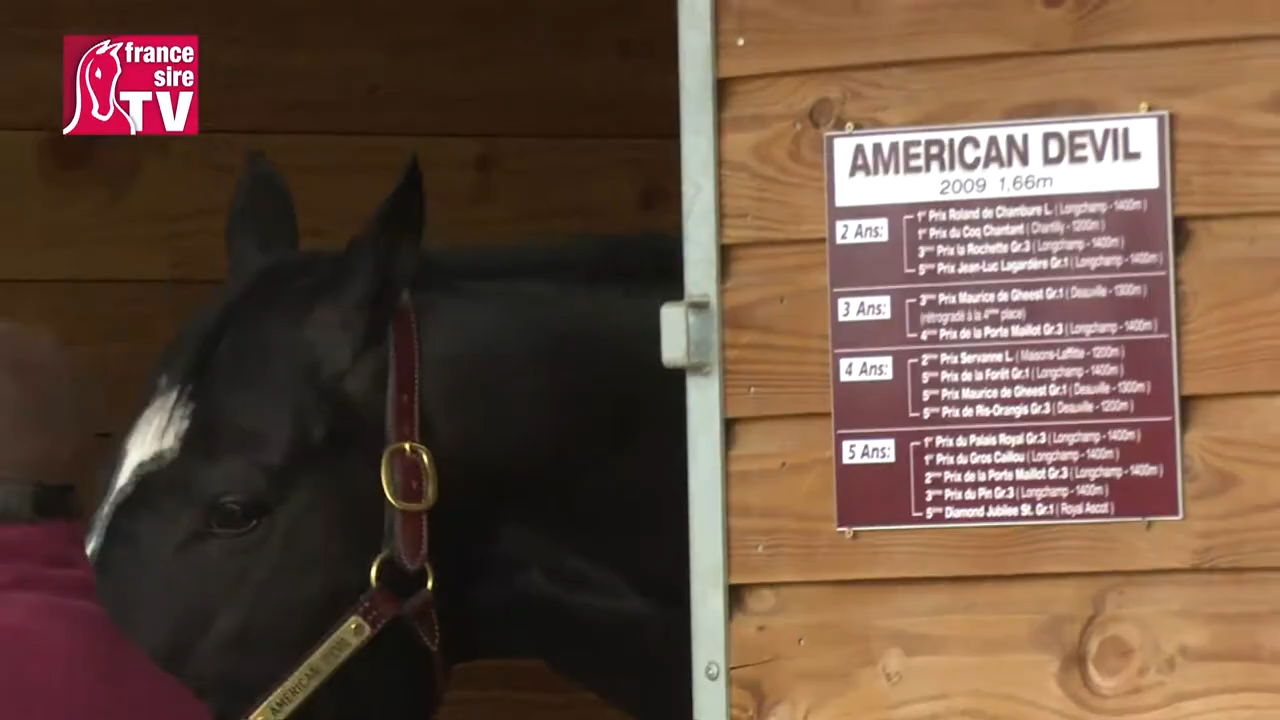 france
sire
TV
AMERICAN DEVIL
2009 1,66m
2 Ans:
1er Prix Roland de Chambure L. (Longchamp - 1400m)
1er Prix du Coq Chantant (Chantilly - 1200m)
3ème Prix la Rochette Gr.3 (Longchamp - 1400m)
5ème Prix Jean-Luc Lagardère Gr.1 (Longchamp - 1400m)
3 Ans:
3ème Prix Maurice de Gheest Gr.1 (Deauville - 1300m)
(rétrogradé à la 4ème place)
4ème Prix de la Porte Maillot Gr.3 (Longchamp - 1400m)
4 Ans:
2ème Prix Servanne L. (Maisons-Laffitte - 1200m)
5ème Prix de la Forêt Gr.1 (Longchamp - 1400m)
5ème Prix Maurice de Gheest Gr.1 (Deauville - 1300m)
5ème Prix de Ris-Orangis Gr.3 (Deauville - 1200m)
5 Ans:
1er Prix du Palais Royal Gr.3 (Longchamp - 1400m)
1er Prix du Gros Caillou (Longchamp - 1400m)
2ème Prix de la Porte Maillot Gr.3 (Longchamp - 1400m)
3ème Prix du Pin Gr.3 (Longchamp - 1400m)
5ème Diamond Jubilee St. Gr.1 (Royal Ascot)
AMERICAN